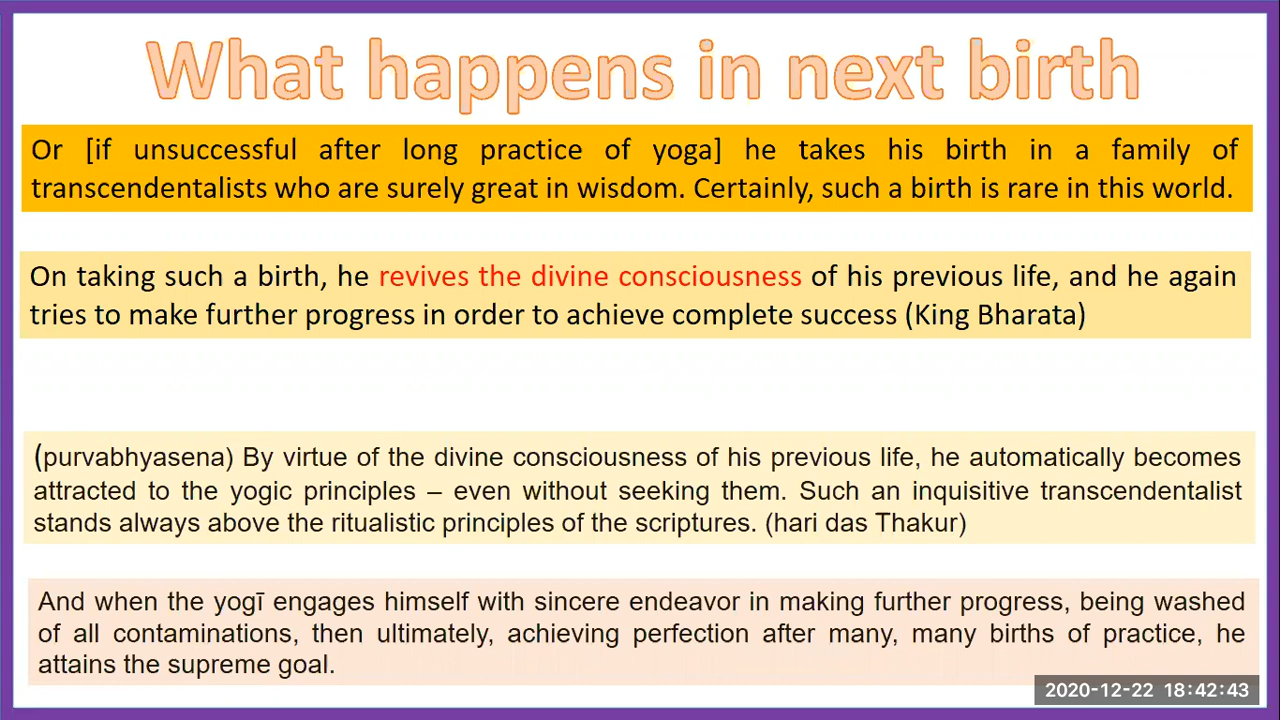 What happens in next birth
Or [if unsuccessful after long practice of yoga] he takes his birth in a family of
transcendentalists who are surely great in wisdom. Certainly, such a birth is rare in this world.
On taking such a birth, he revives the divine consciousness of his previous life, and he again
tries to make further progress in order to achieve complete success (King Bharata)
(purvabhyasena) By virtue of the divine consciousness of his previous life, he automatically becomes
attracted to the yogic principles – even without seeking them. Such an inquisitive transcendentalist
stands always above the ritualistic principles of the scriptures. (hari das Thakur)
And when the yogī engages himself with sincere endeavor in making further progress, being washed
of all contaminations, then ultimately, achieving perfection after many, many births of practice, he
attains the supreme goal.
2020-12-22 18:42:43